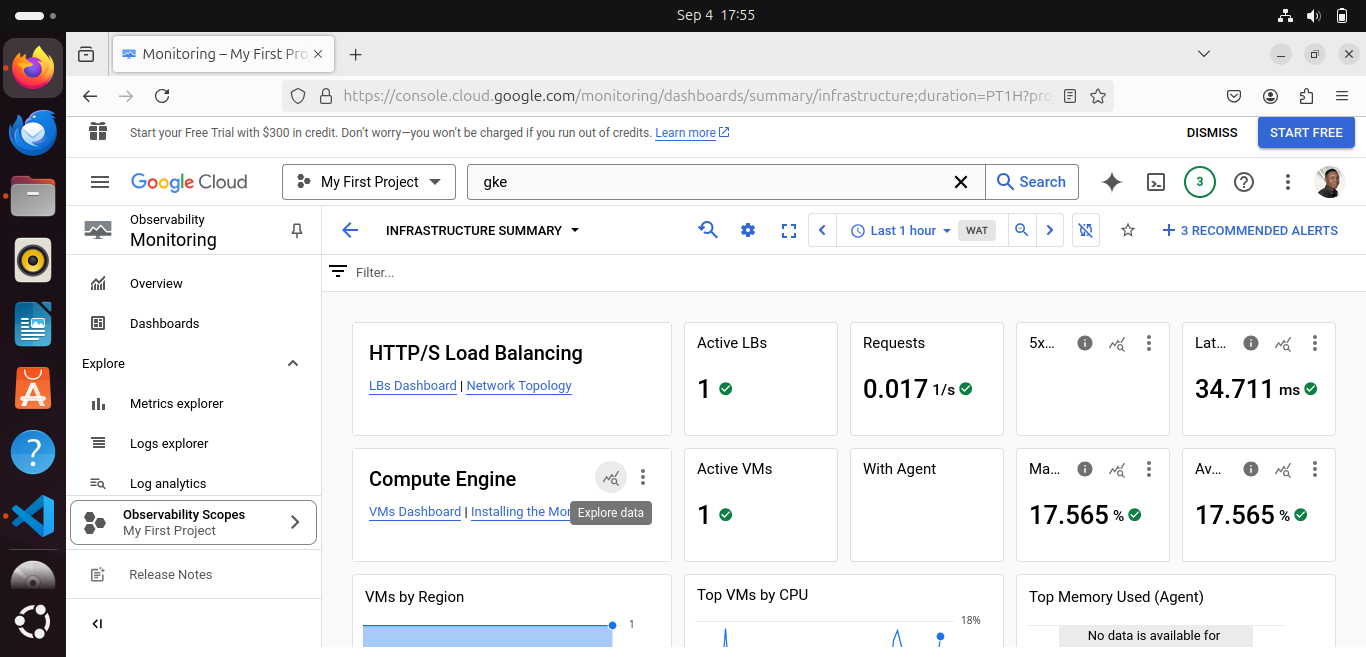 Sep 4 17:55
Monitoring – My First Pro
https://console.cloud.google.com/monitoring/dashboards/summary/infrastructure;duration=PT1H?pro
Start your Free Trial with $300 in credit. Don't worry—you won't be charged if you run out of credits. Learn more
DISMISS
START FREE
Google Cloud
My First Project
gke
Search
3
Observability
Monitoring
INFRASTRUCTURE SUMMARY
Last 1 hour
WAT
3 RECOMMENDED ALERTS
Filter...
Overview
Dashboards
Explore
Metrics explorer
Logs explorer
Log analytics
Observability Scopes
My First Project
Release Notes
HTTP/S Load Balancing
LBs Dashboard | Network Topology
Active LBs
1
Requests
0.017 1/s
5x...
Lat...
34.711 ms
Compute Engine
VMs Dashboard | Installing the Mo
Explore data
Active VMs
1
With Agent
Ma...
17.565 %
Av...
17.565 %
VMs by Region
1
Top VMs by CPU
18%
Top Memory Used (Agent)
No data is available for